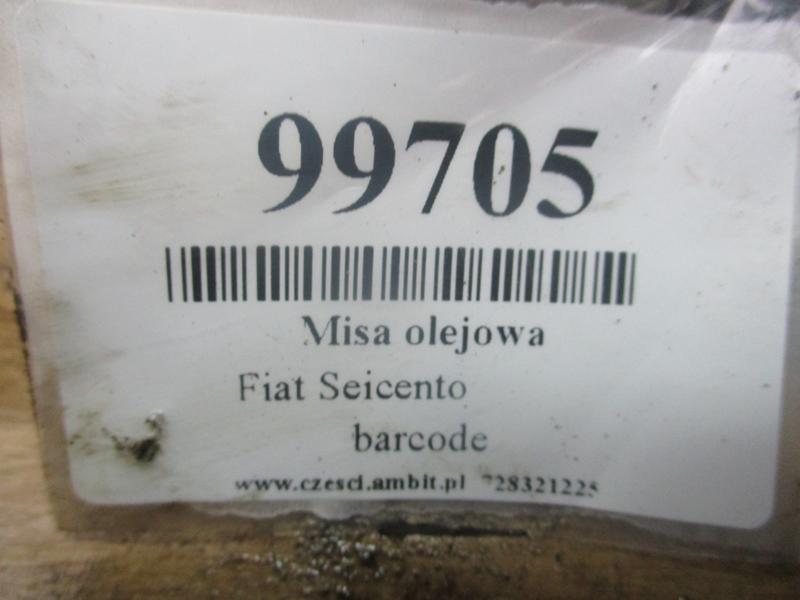 99705
Misa olejowa
Fiat Seicento
barcode
www.czesci.ambit.pl 728321225